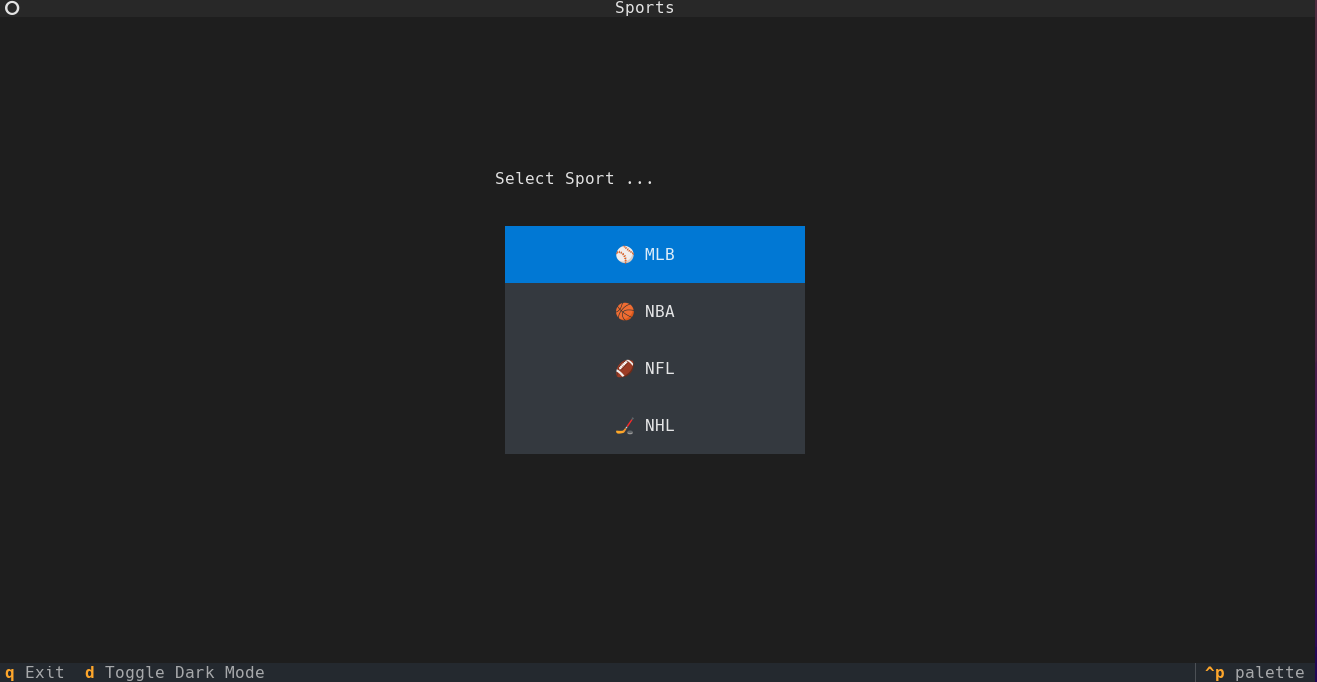 Sports
Select Sport ...
⚾ MLB
🏀 NBA
🏈 NFL
🏒 NHL
q Exit d Toggle Dark Mode ^p palette